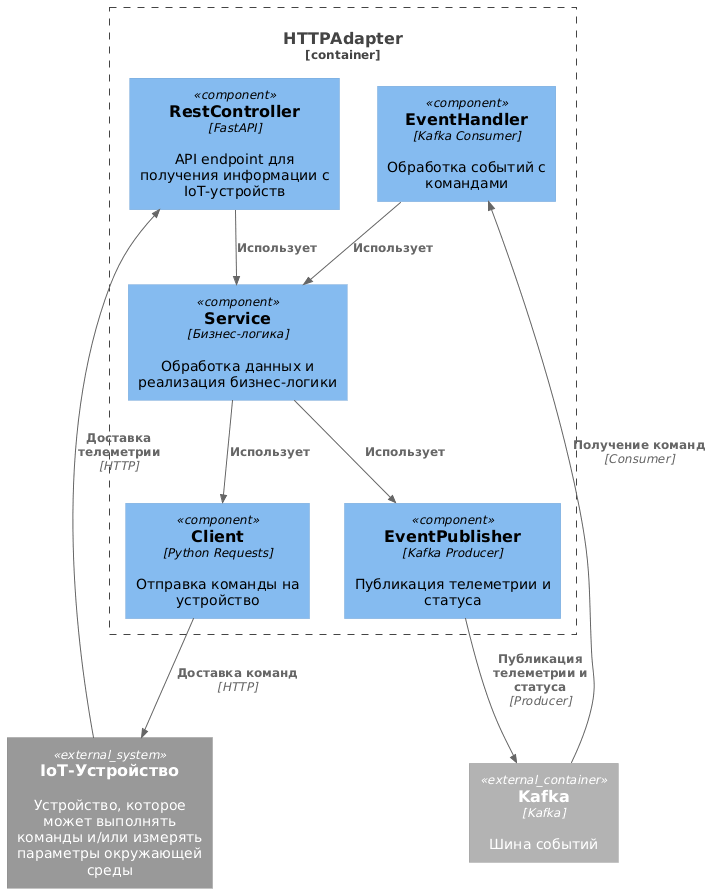 HTTPAdapter
[container]
«component»
RestController
[FastAPI]
API endpoint для
получения информации с
IoT-устройств
«component»
EventHandler
[Kafka Consumer]
Обработка событий с
командами
Использует
Использует
«component»
Service
[Бизнес-логика]
Обработка данных и
реализация бизнес-логики
Доставка
телеметрии
[HTTP]
Использует
Использует
Получение команд
[Consumer]
«component»
Client
[Python Requests]
Отправка команды на
устройство
«component»
EventPublisher
[Kafka Producer]
Публикация телеметрии и
статуса
Доставка команд
[HTTP]
Публикация
телеметрии и
статуса
[Producer]
«external_system»
IoT-Устройство
Устройство, которое
может выполнять
команды и/или измерять
параметры окружающей
среды
«external_container»
Kafka
[Kafka]
Шина событий